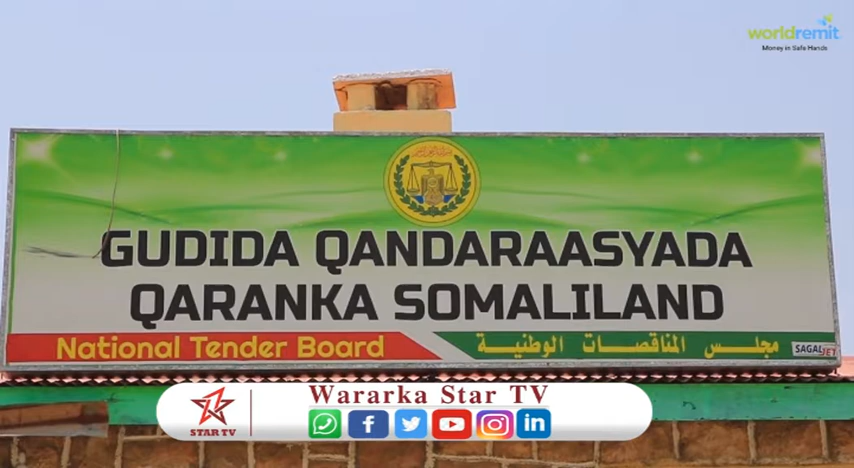 worldremit
Money in Safe Hands
GUDIDA QANDARAASYADA
QARANKA SOMALILAND
National Tender Board
مجلس المناقصات الوطنية
SAGALJET
Wararka Star TV
STAR TV